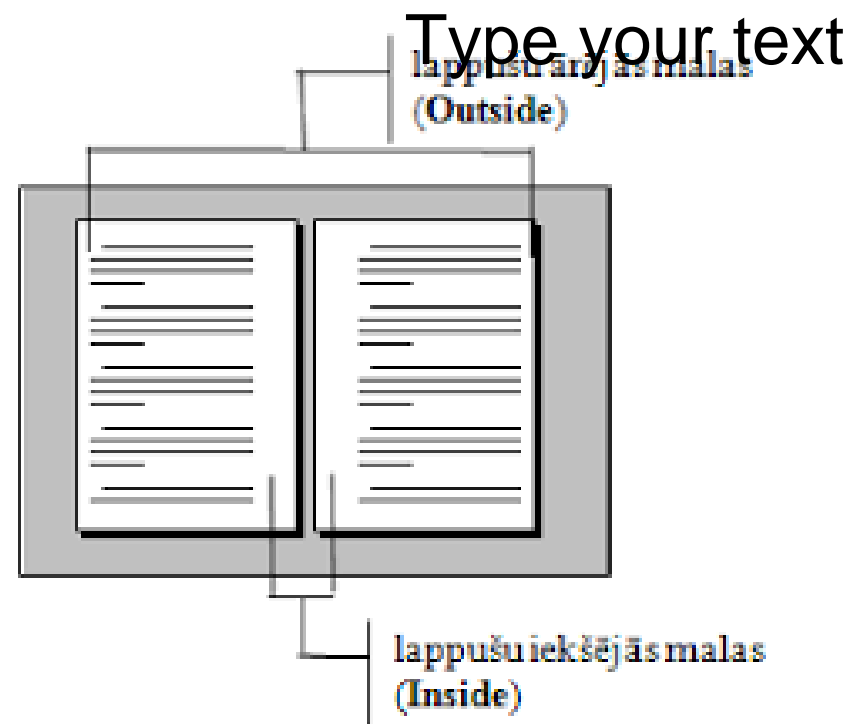 Type your text
lappušu ārējās malas
(Outside)
lappušu iekšējās malas
(Inside)